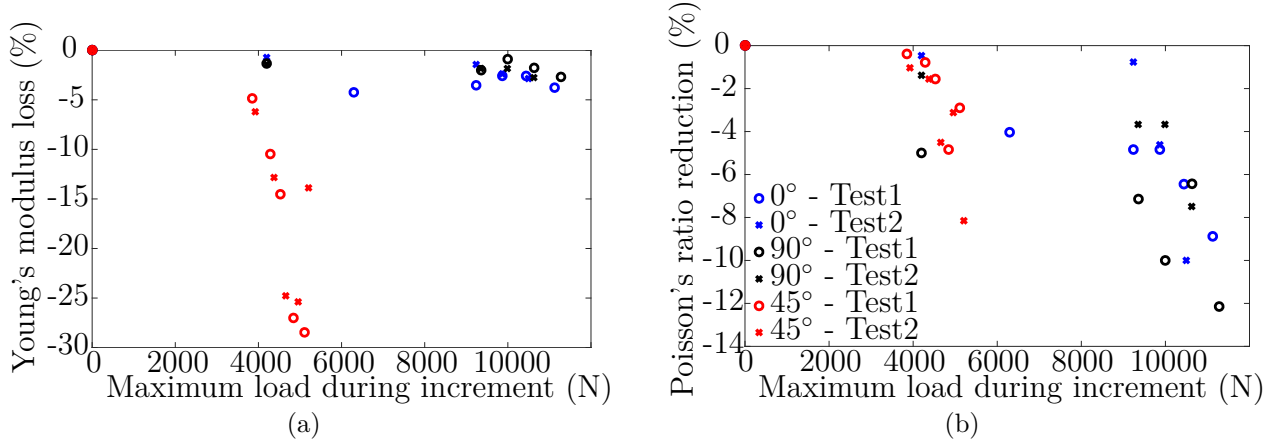 Young's modulus loss (%)
0
-5
-10
-15
-20
-25
-30
0 2000 4000 6000 8000 10000
Maximum load during increment (N)
(a)
Poisson's ratio reduction (%)
0
-2
-4
-6
-8
-10
-12
-14
0° - Test1
0° - Test2
90° - Test1
90° - Test2
45° - Test1
45° - Test2
0 2000 4000 6000 8000 10000
Maximum load during increment (N)
(b)